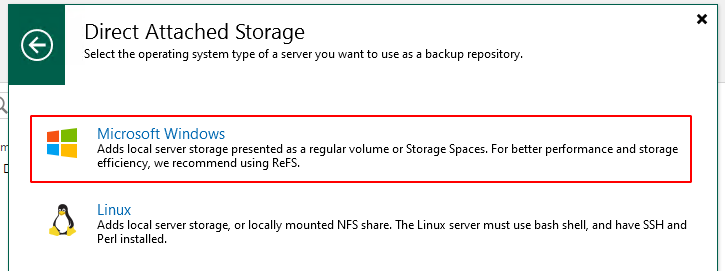 Direct Attached Storage
Select the operating system type of a server you want to use as a backup repository.
Microsoft Windows
Adds local server storage presented as a regular volume or Storage Spaces. For better performance and storage
efficiency, we recommend using ReFS.
Linux
Adds local server storage, or locally mounted NFS share. The Linux server must use bash shell, and have SSH and
Perl installed.